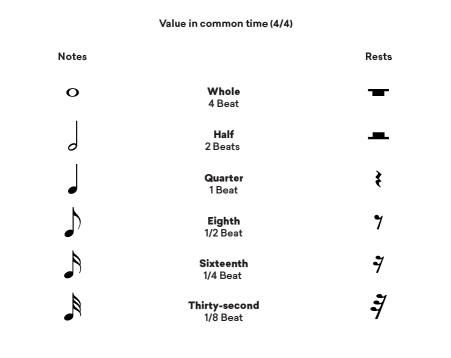 Value in common time (4/4)
Notes
Rests
Whole
4 Beat
Half
2 Beats
Quarter
1 Beat
Eighth
1/2 Beat
Sixteenth
1/4 Beat
Thirty-second
1/8 Beat